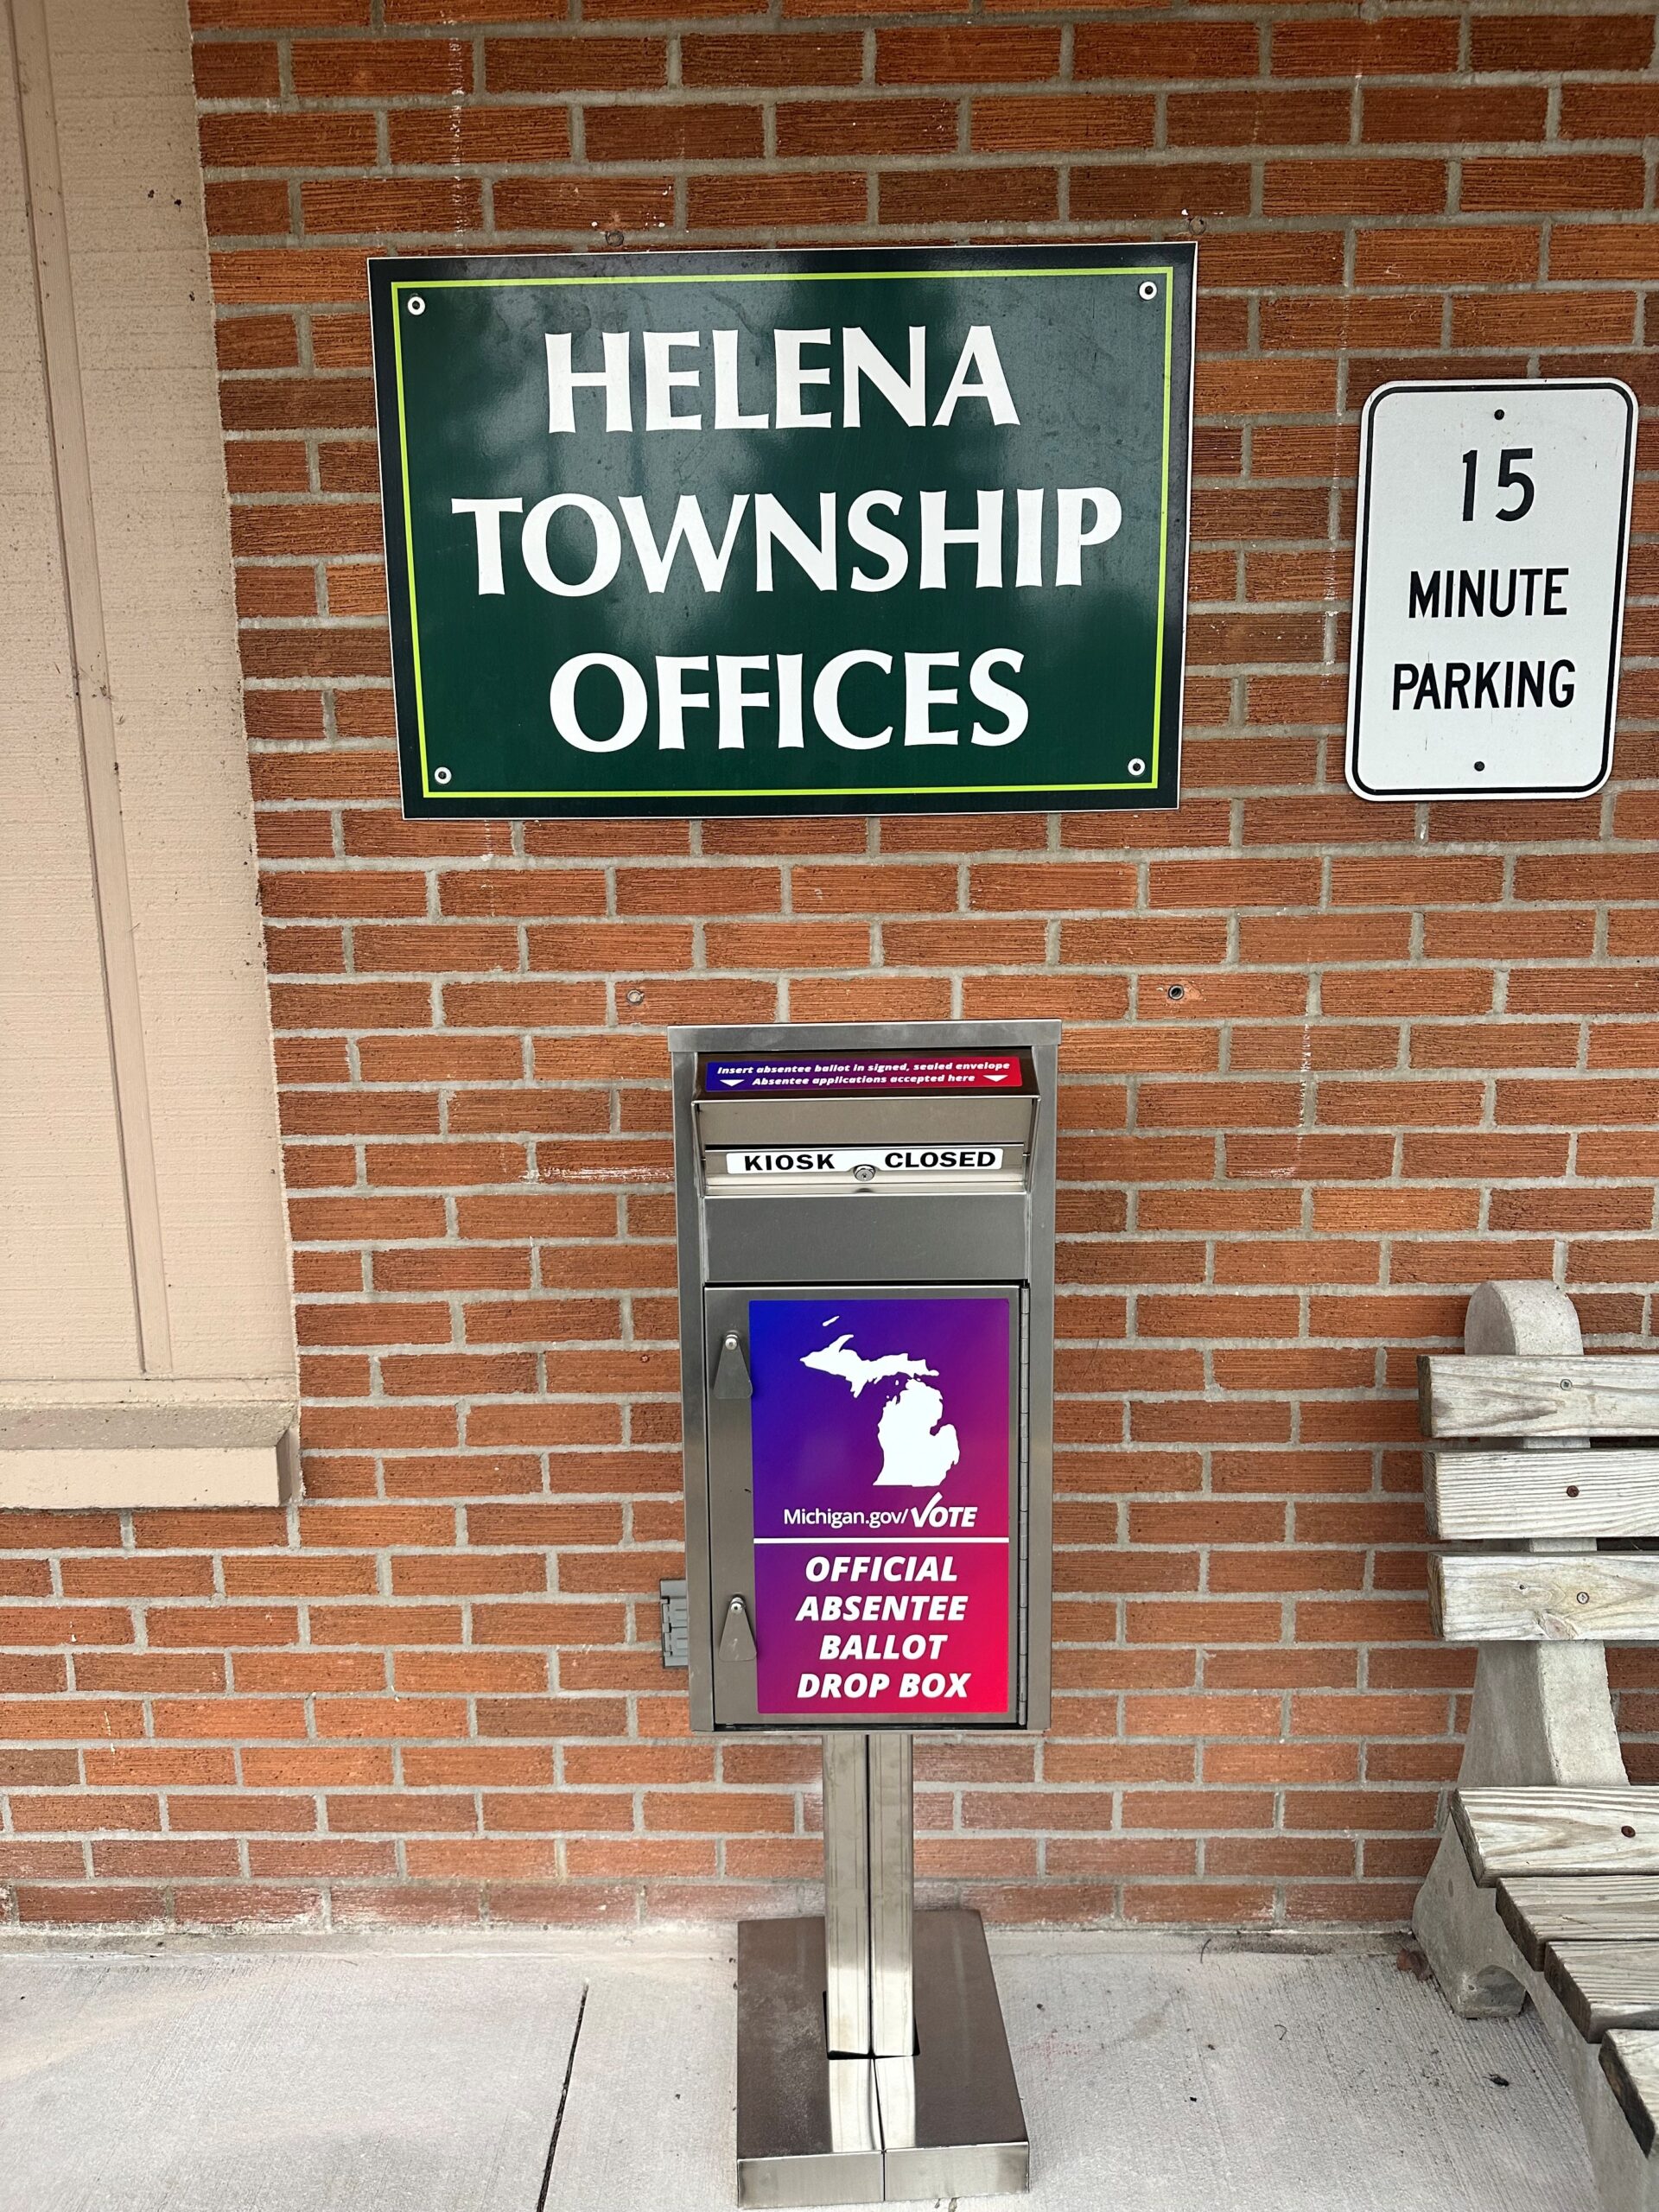 HELENA
TOWNSHIP
OFFICES
15
MINUTE
PARKING
Insert absentee ballot in signed, sealed envelope
Absentee applications accepted here
KIOSK CLOSED
Michigan.gov/VOTE
OFFICIAL
ABSENTEE
BALLOT
DROP BOX